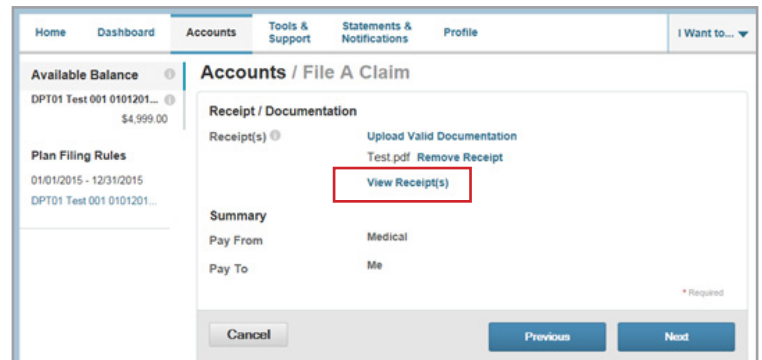 Home Dashboard Accounts Tools & Support Statements & Notifications Profile I Want to...
Available Balance
DPT01 Test 001 0101201...
$4,999.00
Plan Filing Rules
01/01/2015 - 12/31/2015
DPT01 Test 001 0101201...
Accounts / File A Claim
Receipt / Documentation
Receipt(s) Upload Valid Documentation
Test.pdf Remove Receipt
View Receipt(s)
Summary
Pay From Medical
Pay To Me
* Required
Cancel Previous Next